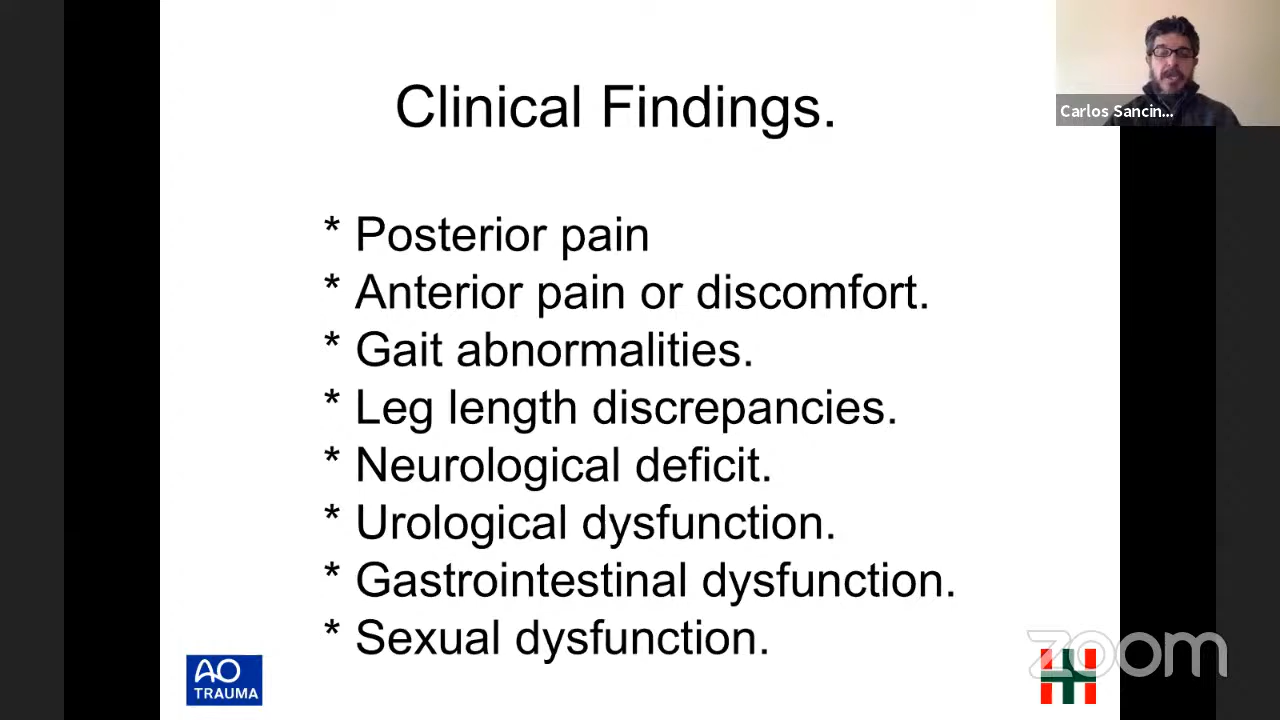 Clinical Findings.
Carlos Sancin...
* Posterior pain
* Anterior pain or discomfort.
* Gait abnormalities.
* Leg length discrepancies.
* Neurological deficit.
* Urological dysfunction.
* Gastrointestinal dysfunction.
* Sexual dysfunction.
AO
TRAUMA
zoom